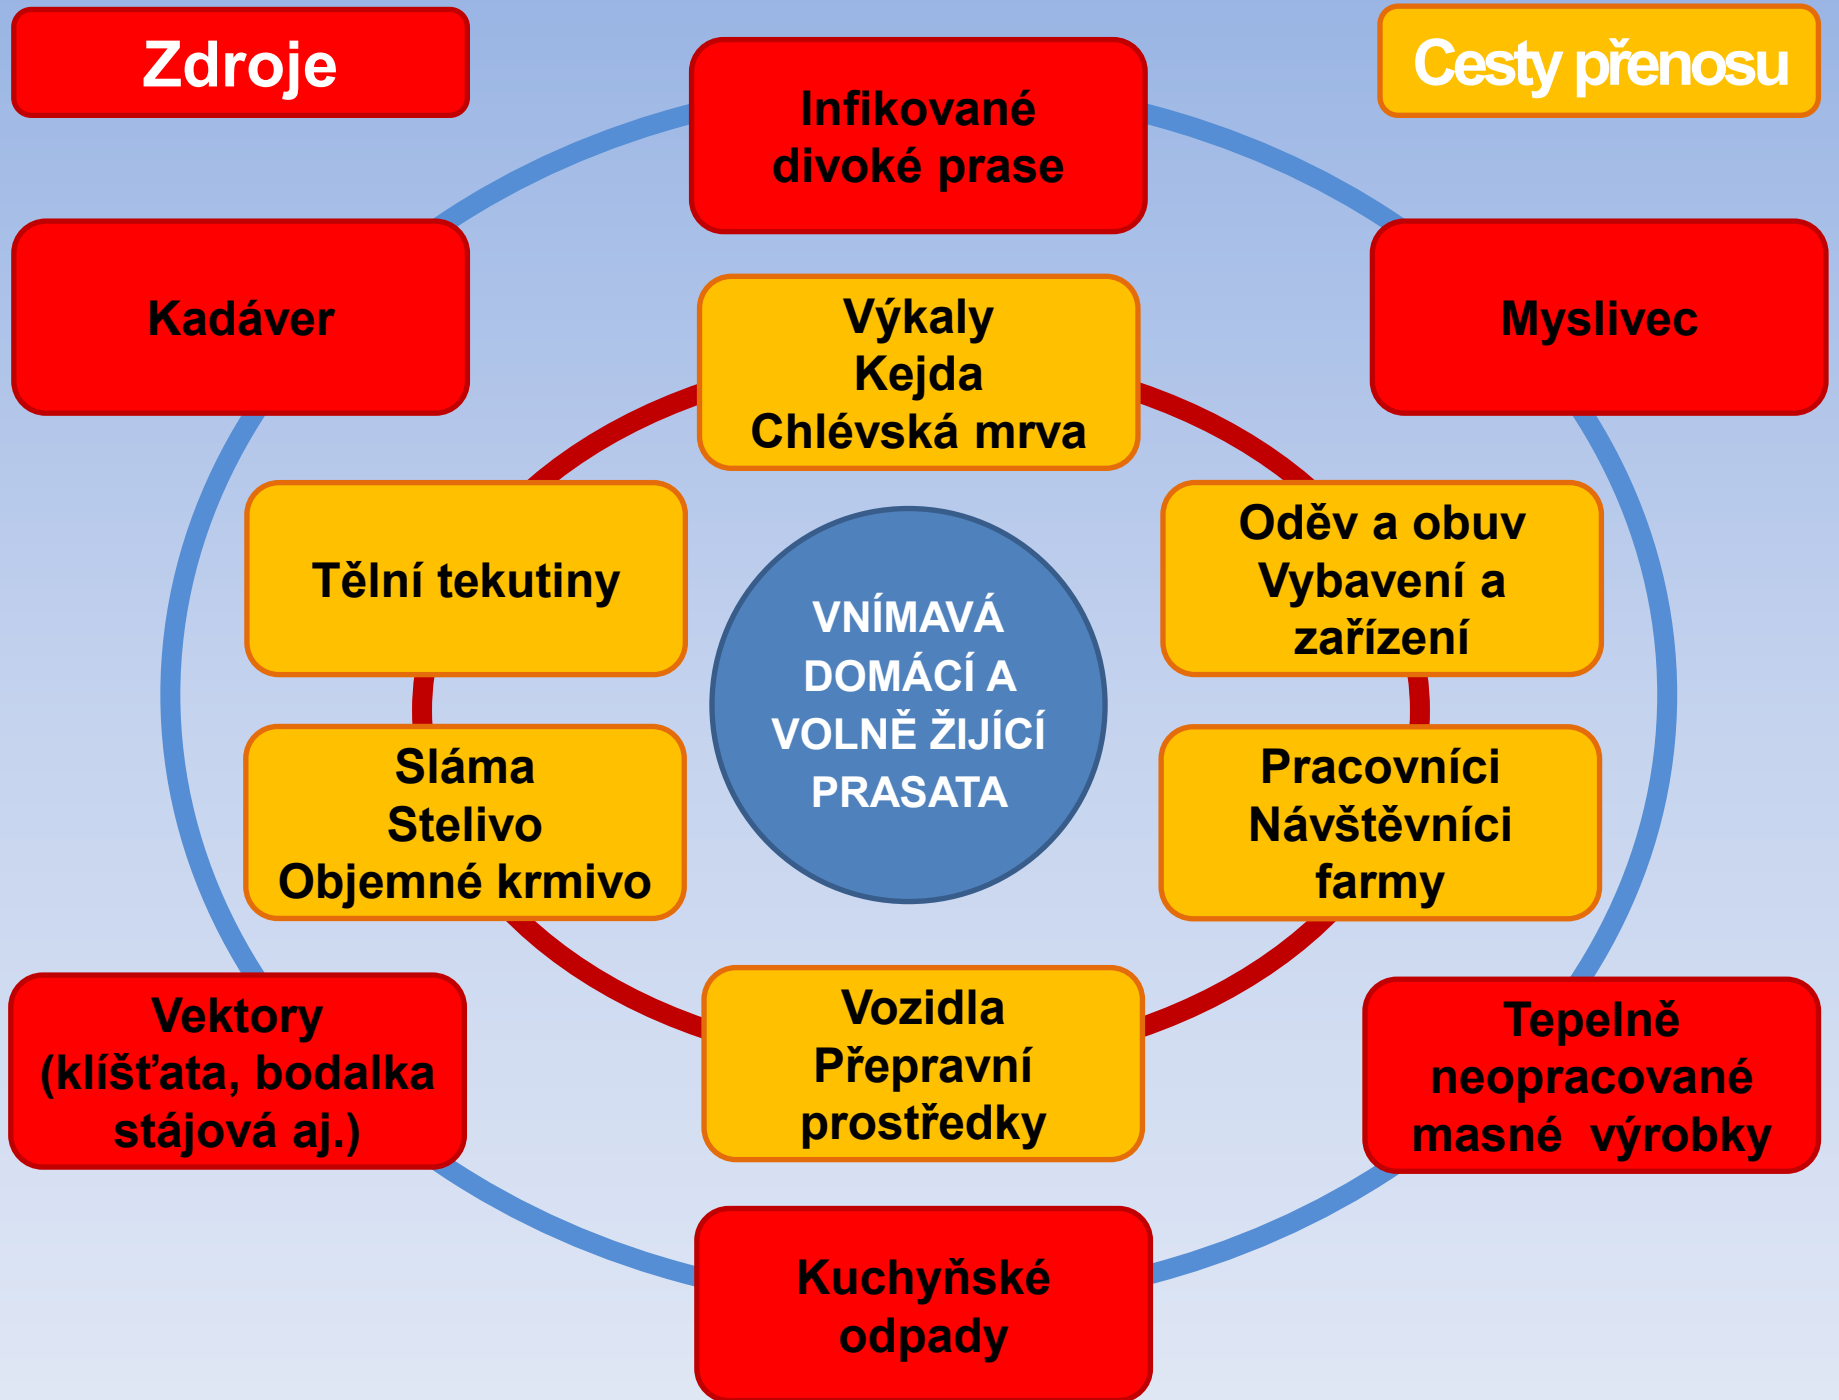 Zdroje
Cesty přenosu
Infikované
divoké prase
Kadáver
Myslivec
Výkaly
Kejda
Chlévská mrva
Tělní tekutiny
Oděv a obuv
Vybavení a
zařízení
VNÍMAVÁ
DOMÁCÍ A
VOLNĚ ŽIJÍCÍ
PRASATA
Sláma
Stelivo
Objemné krmivo
Pracovníci
Návštěvníci
farmy
Vektory
(klíšťata, bodalka
stájová aj.)
Vozidla
Přepravní
prostředky
Tepelně
neopracované
masné výrobky
Kuchyňské
odpady